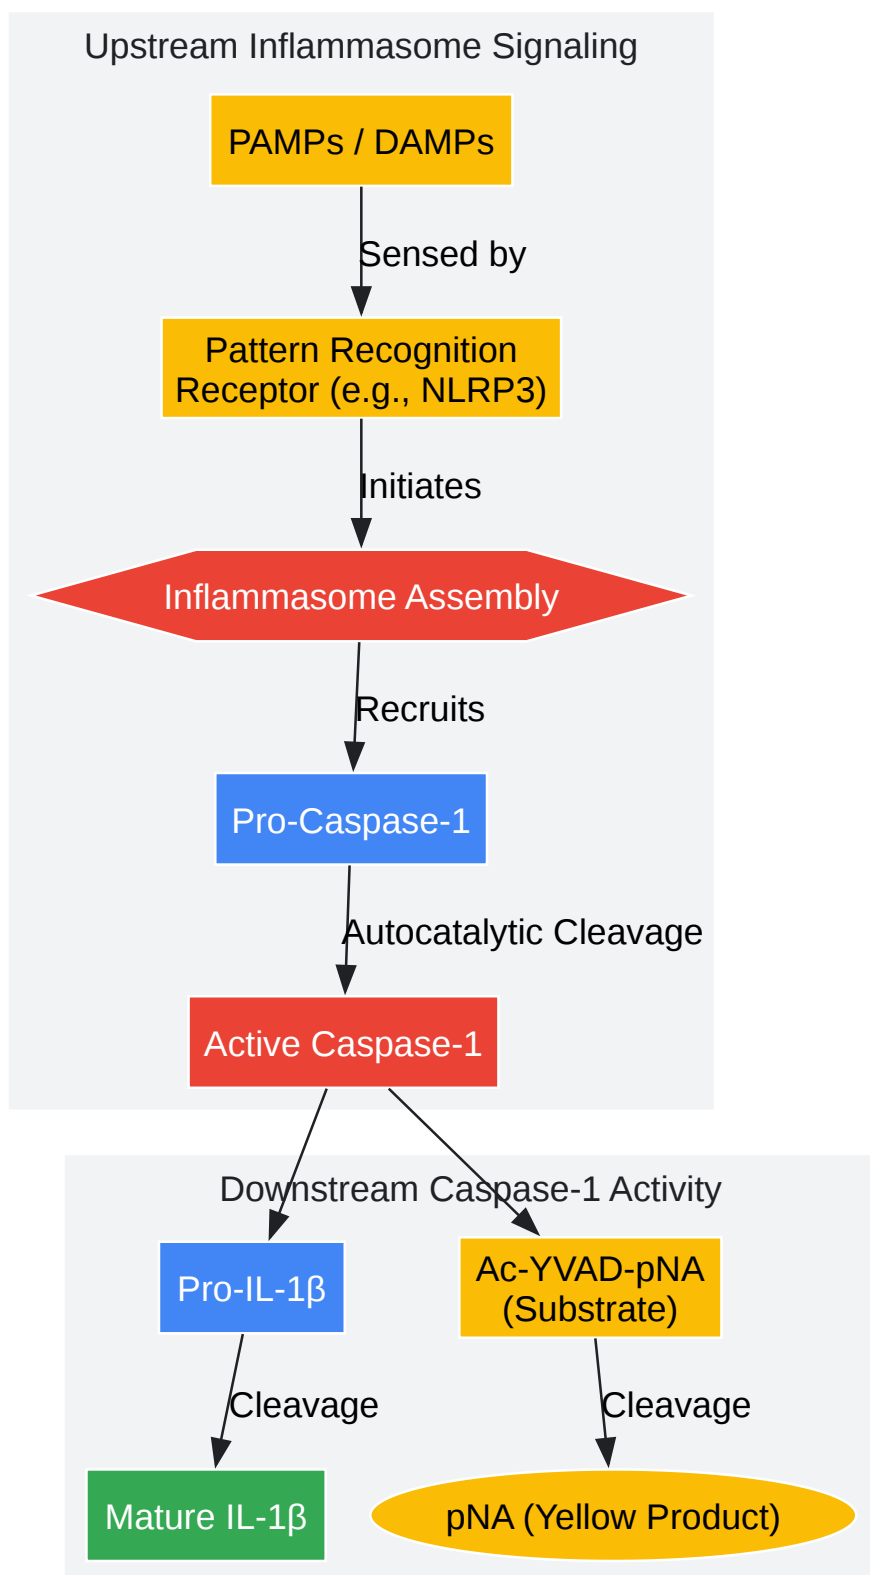 Upstream Inflammasome Signaling
PAMPs / DAMPs
Sensed by
Pattern Recognition
Receptor (e.g., NLRP3)
Initiates
Inflammasome Assembly
Recruits
Pro-Caspase-1
Autocatalytic Cleavage
Active Caspase-1
Downstream Caspase-1 Activity
Pro-IL-1β
Ac-YVAD-pNA
(Substrate)
Cleavage
Cleavage
Mature IL-1β
pNA (Yellow Product)